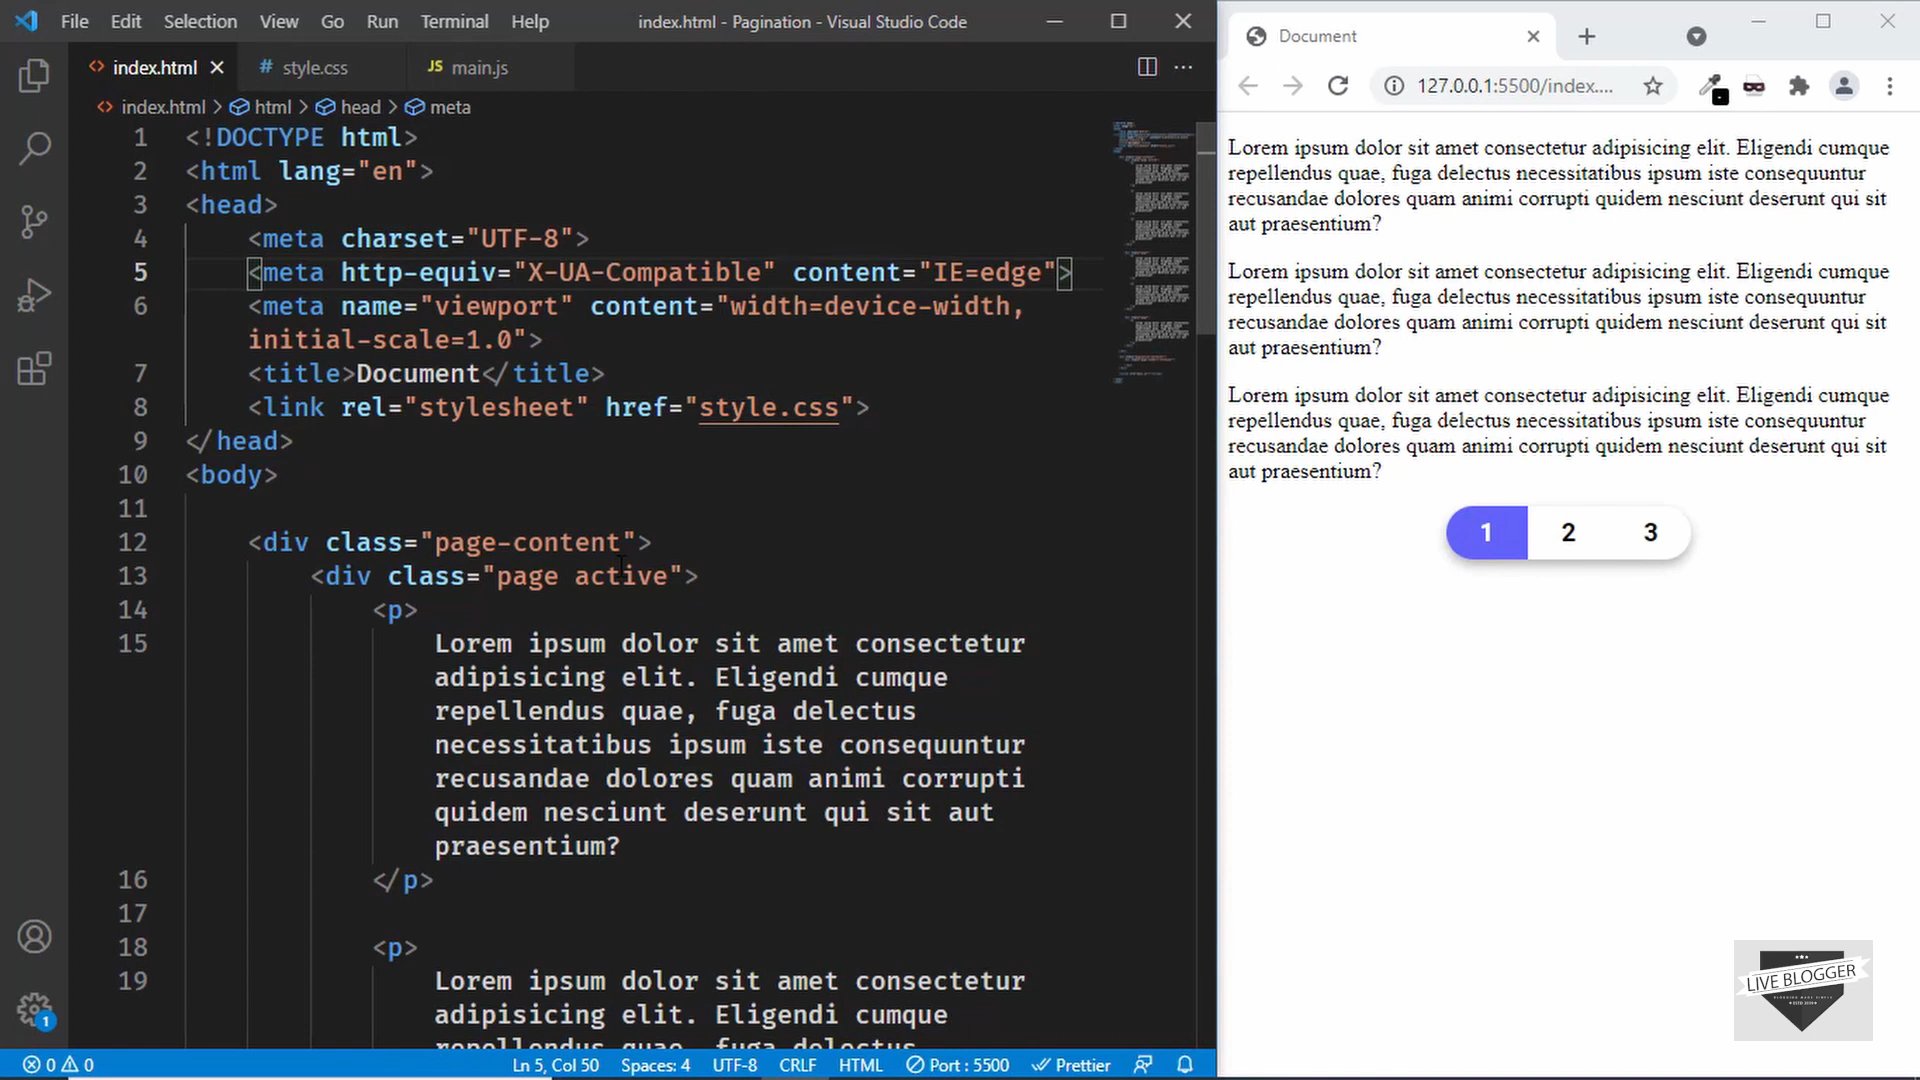 File Edit Selection View Go Run Terminal Help index.html - Pagination - Visual Studio Code
index.html # style.css JS main.js
index.html > html > head > meta
1 <!DOCTYPE html>
2 <html lang="en">
3 <head>
4 <meta charset="UTF-8">
5 <meta http-equiv="X-UA-Compatible" content="IE=edge">
6 <meta name="viewport" content="width=device-width,
initial-scale=1.0">
7 <title>Document</title>
8 <link rel="stylesheet" href="style.css">
9 </head>
10 <body>
11
12 <div class="page-content">
13 <div class="page active">
14 <p>
15 Lorem ipsum dolor sit amet consectetur
adipisicing elit. Eligendi cumque
repellendus quae, fuga delectus
necessitatibus ipsum iste consequuntur
recusandae dolores quam animi corrupti
quidem nesciunt deserunt qui sit aut
praesentium?
16 </p>
17
18 <p>
19 Lorem ipsum dolor sit amet consectetur
adipisicing elit. Eligendi cumque
repellendus quae, fuga delectus
1
0 0 Ln 5, Col 50 Spaces: 4 UTF-8 CRLF HTML Port : 5500 Prettier
Document
127.0.0.1:5500/index....
Lorem ipsum dolor sit amet consectetur adipisicing elit. Eligendi cumque
repellendus quae, fuga delectus necessitatibus ipsum iste consequuntur
recusandae dolores quam animi corrupti quidem nesciunt deserunt qui sit
aut praesentium?
Lorem ipsum dolor sit amet consectetur adipisicing elit. Eligendi cumque
repellendus quae, fuga delectus necessitatibus ipsum iste consequuntur
recusandae dolores quam animi corrupti quidem nesciunt deserunt qui sit
aut praesentium?
Lorem ipsum dolor sit amet consectetur adipisicing elit. Eligendi cumque
repellendus quae, fuga delectus necessitatibus ipsum iste consequuntur
recusandae dolores quam animi corrupti quidem nesciunt deserunt qui sit
aut praesentium?
1 2 3
LIVE BLOGGER